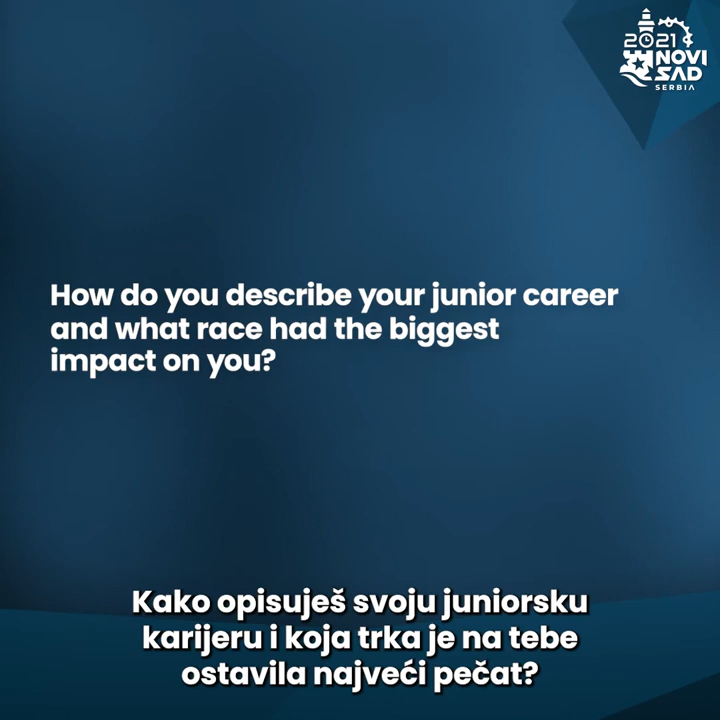 2021
NOVI
SAD
SERBIA
How do you describe your junior career
and what race had the biggest
impact on you?
Kako opisuješ svoju juniorsku
karijeru i koja trka je na tebe
ostavila najveći pečat?